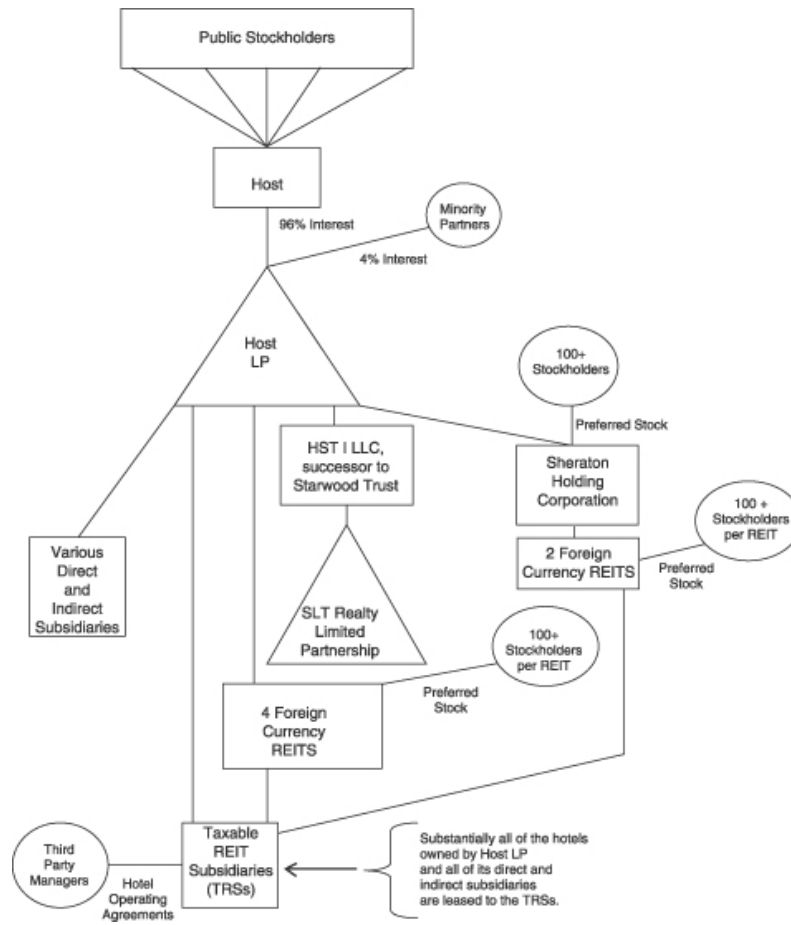 Public Stockholders
Host
96% Interest
Minority
Partners
4% Interest
Host
LP
100+
Stockholders
Preferred Stock
HST I LLC,
successor to
Starwood Trust
Sheraton
Holding
Corporation
100 +
Stockholders
per REIT
Various
Direct
and
Indirect
Subsidiaries
2 Foreign
Currency REITS
Preferred
Stock
SLT Realty
Limited
Partnership
100+
Stockholders
per REIT
Preferred
Stock
4 Foreign
Currency
REITS
Third
Party
Managers
Hotel
Operating
Agreements
Taxable
REIT
Subsidiaries
(TRSs)
Substantially all of the hotels
owned by Host LP
and all of its direct and
indirect subsidiaries
are leased to the TRSs.